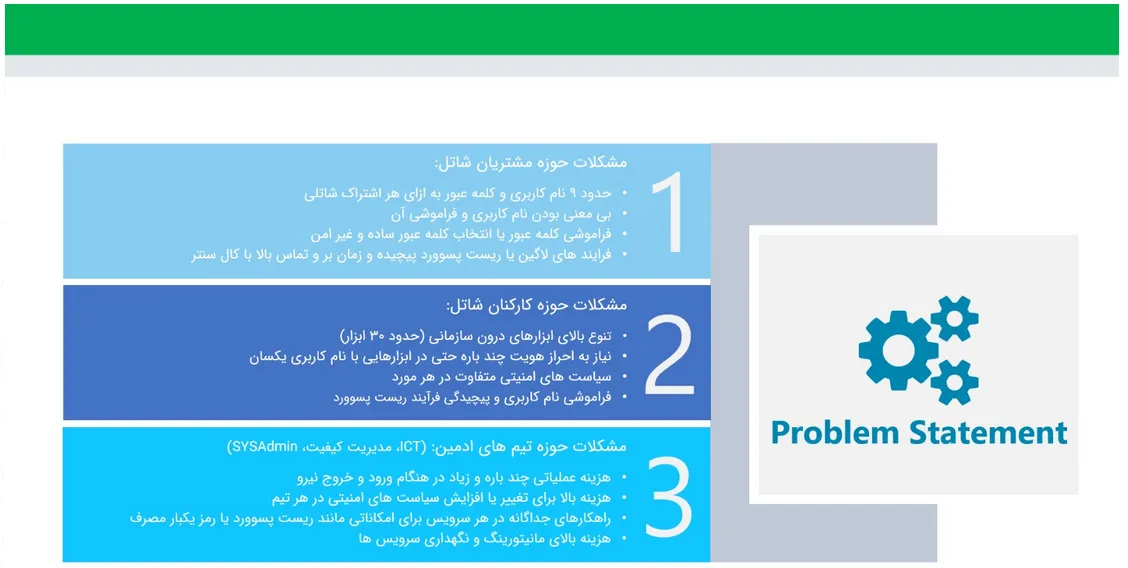 مشکلات حوزه مشتریان شاتل:
• حدود ۹ نام کاربری و کلمه عبور به ازای هر اشتراک شاتلی
• بی معنی بودن نام کاربری و فراموشی آن
• فراموشی کلمه عبور یا انتخاب کلمه عبور ساده و غیر امن
• فرایند های لاگین یا ریست پسوورد پیچیده و زمان بر و تماس بالا با کال سنتر
1
مشکلات حوزه کارکنان شاتل:
• تنوع بالای ابزارهای درون سازمانی (حدود ۳۰ ابزار)
• نیاز به احراز هویت چند باره حتی در ابزارهایی با نام کاربری یکسان
• سیاست های امنیتی متفاوت در هر مورد
• فراموشی نام کاربری و پیچیدگی فرآیند ریست پسوورد
2
مشکلات حوزه تیم های ادمین: (ICT، مدیریت کیفیت، SYSAdmin)
• هزینه عملیاتی چند باره و زیاد در هنگام ورود و خروج نیرو
• هزینه بالا برای تغییر یا افزایش سیاست های امنیتی در هر تیم
• راهکارهای جداگانه در هر سرویس برای امکاناتی مانند ریست پسوورد یا رمز یکبار مصرف
• هزینه بالای مانیتورینگ و نگهداری سرویس ها
3
Problem Statement